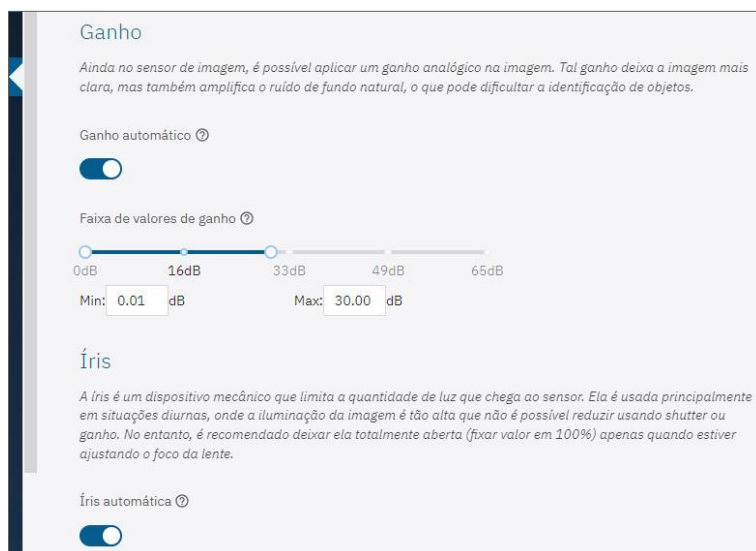 Ganho
Ainda no sensor de imagem, é possível aplicar um ganho analógico na imagem. Tal ganho deixa a imagem mais
clara, mas também amplifica o ruído de fundo natural, o que pode dificultar a identificação de objetos.
Ganho automático ?
Faixa de valores de ganho ?
0dB 16dB 33dB 49dB 65dB
Min: 0.01 dB Max: 30.00 dB
Íris
A íris é um dispositivo mecânico que limita a quantidade de luz que chega ao sensor. Ela é usada principalmente
em situações diurnas, onde a iluminação da imagem é tão alta que não é possível reduzir usando shutter ou
ganho. No entanto, é recomendado deixar ela totalmente aberta (fixar valor em 100%) apenas quando estiver
ajustando o foco da lente.
Íris automática ?